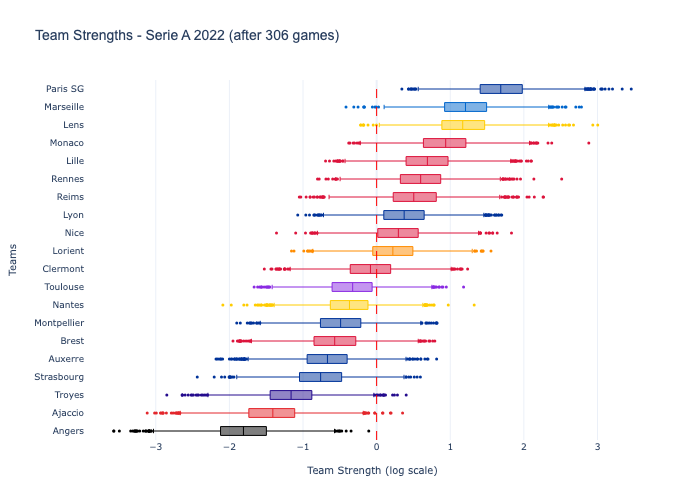 Team Strengths - Serie A 2022 (after 306 games)
Paris SG
Marseille
Lens
Monaco
Lille
Rennes
Reims
Lyon
Nice
Lorient
Clermont
Toulouse
Nantes
Montpellier
Brest
Auxerre
Strasbourg
Troyes
Ajaccio
Angers
Teams
−3 −2 −1 0 1 2 3
Team Strength (log scale)